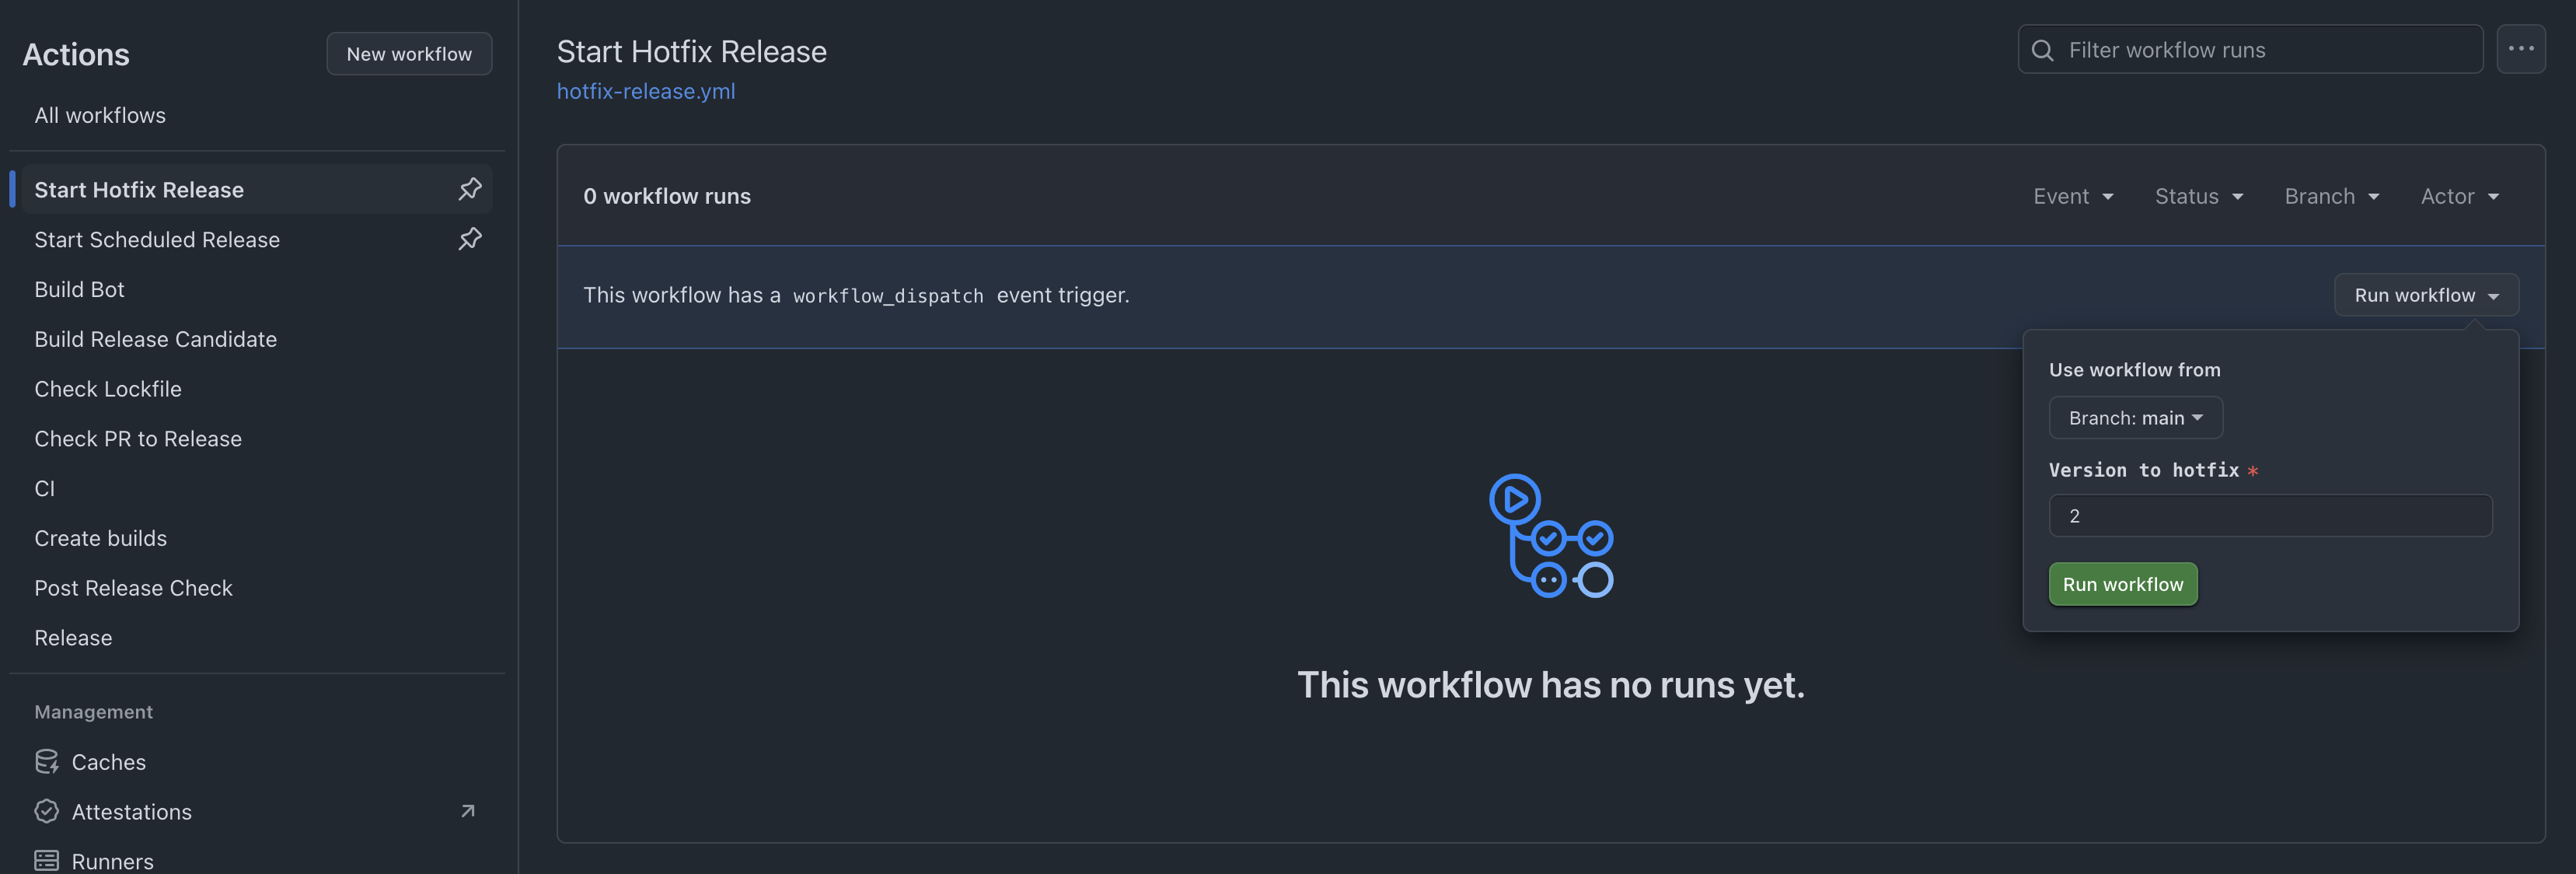 Actions
New workflow
All workflows
Start Hotfix Release
Start Scheduled Release
Build Bot
Build Release Candidate
Check Lockfile
Check PR to Release
CI
Create builds
Post Release Check
Release
Management
Caches
Attestations
Runners
Start Hotfix Release
hotfix-release.yml
Filter workflow runs
0 workflow runs
Event Status Branch Actor
This workflow has a workflow_dispatch event trigger.
Run workflow
Use workflow from
Branch: main
Version to hotfix *
2
Run workflow
This workflow has no runs yet.